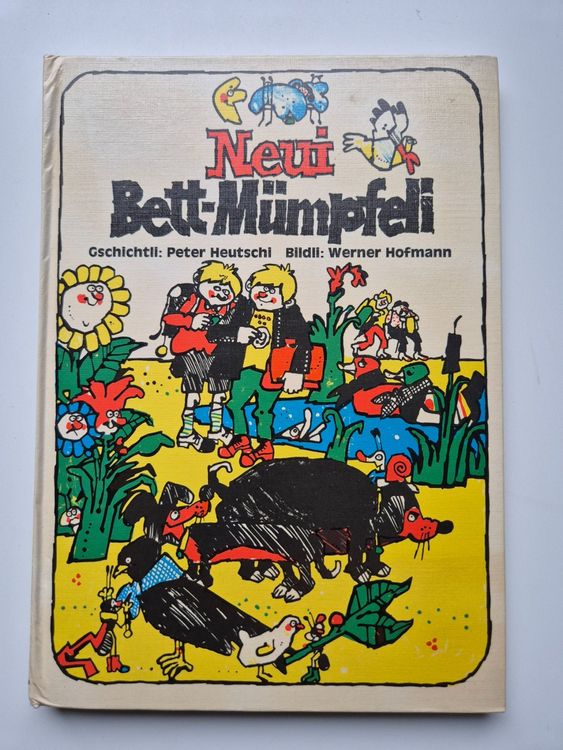 Neui
Bett-Mümpfeli
Gschichtli: Peter Heutschi Bildli: Werner Hofmann